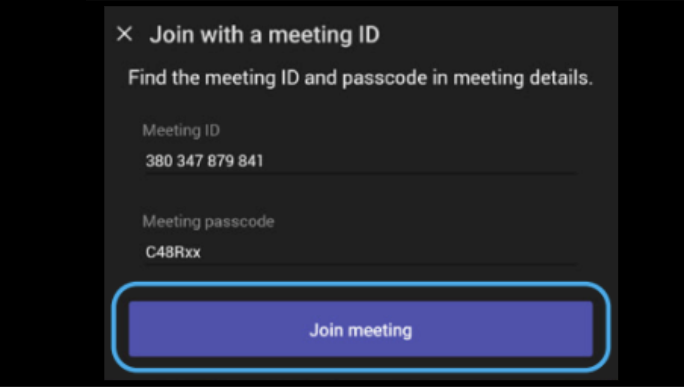 Join with a meeting ID
Find the meeting ID and passcode in meeting details.
Meeting ID
380 347 879 841
Meeting passcode
C48Rxx
Join meeting